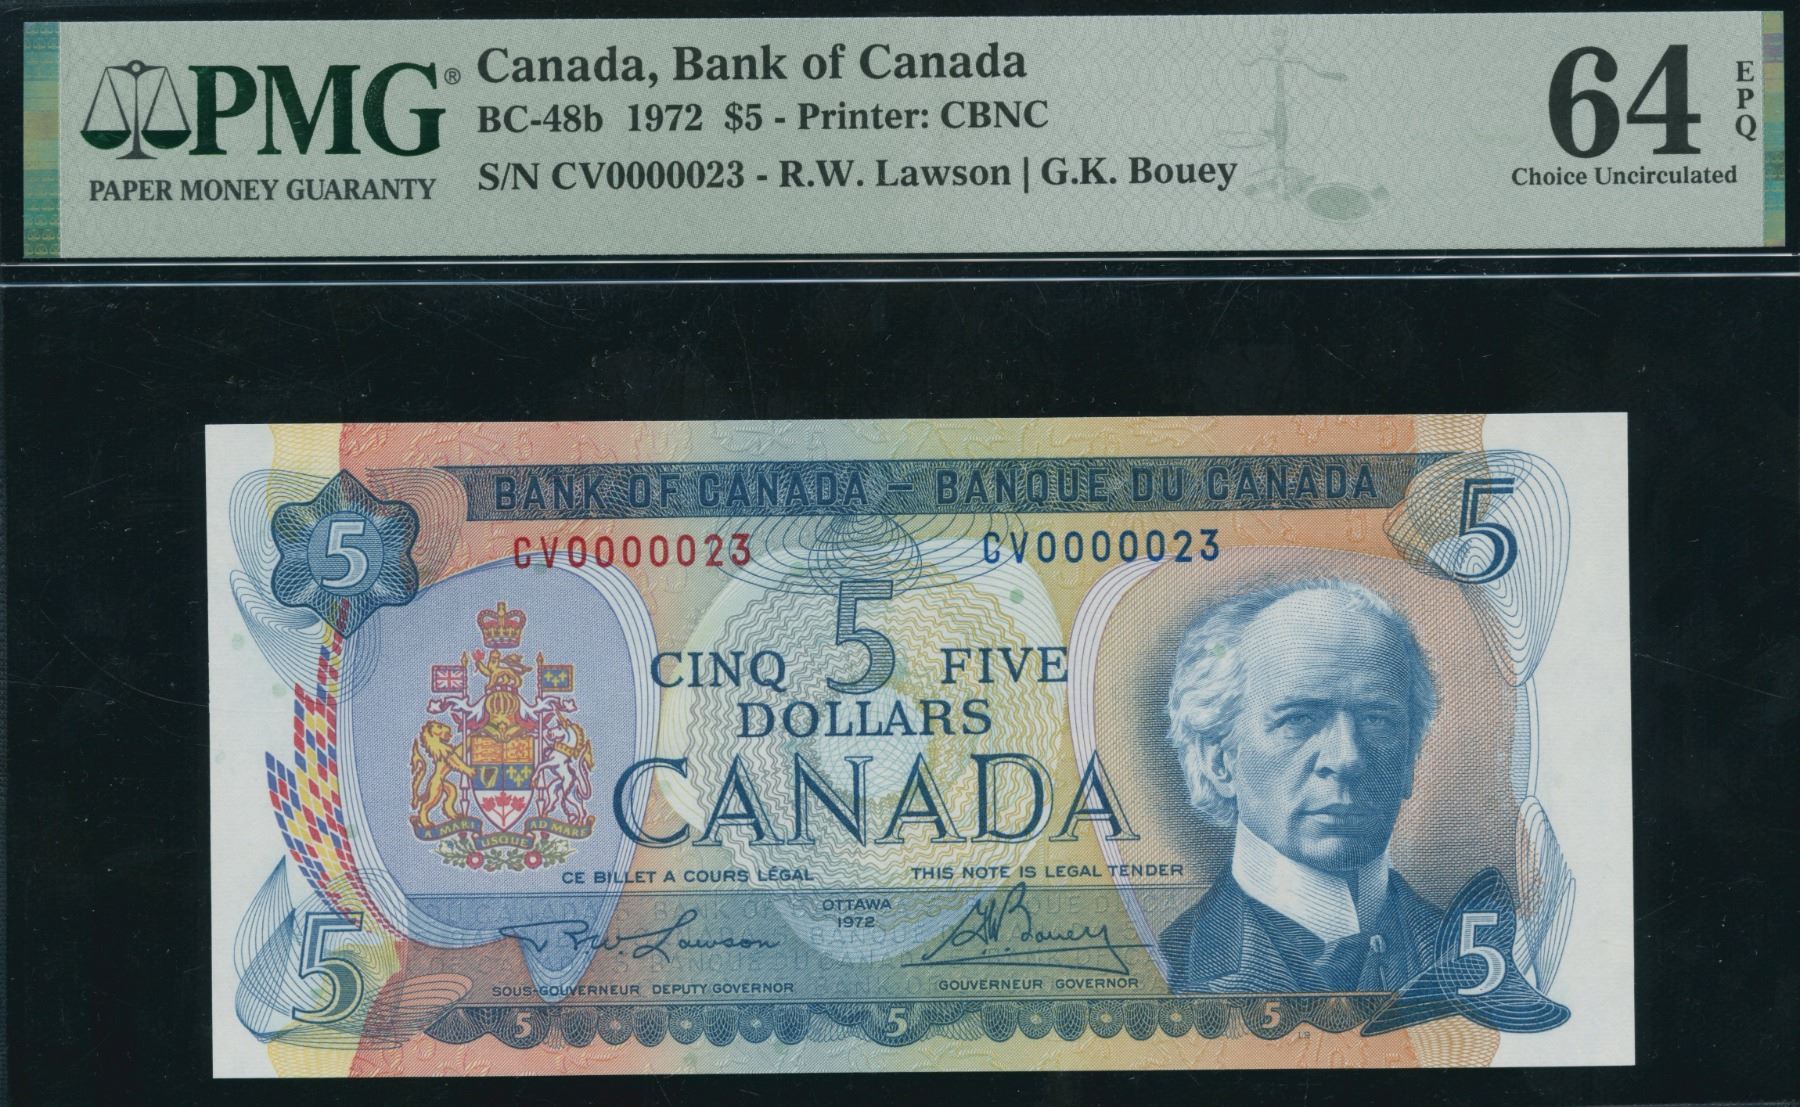 PMG®
PAPER MONEY GUARANTY
Canada, Bank of Canada
BC-48b 1972 $5 - Printer: CBNC
S/N CV0000023 - R.W. Lawson | G.K. Bouey
64
EPQ
Choice Uncirculated
BANK OF CANADA – BANQUE DU CANADA
5
5
CV0000023 CV0000023
5
CINQ FIVE
DOLLARS
CANADA
A MARI USQUE AD MARE
CE BILLET A COURS LÉGAL THIS NOTE IS LEGAL TENDER
OTTAWA
1972
R.W. Lawson G.K. Bouey
SOUS-GOUVERNEUR DEPUTY GOVERNOR GOUVERNEUR GOVERNOR
5 5
5 5 5